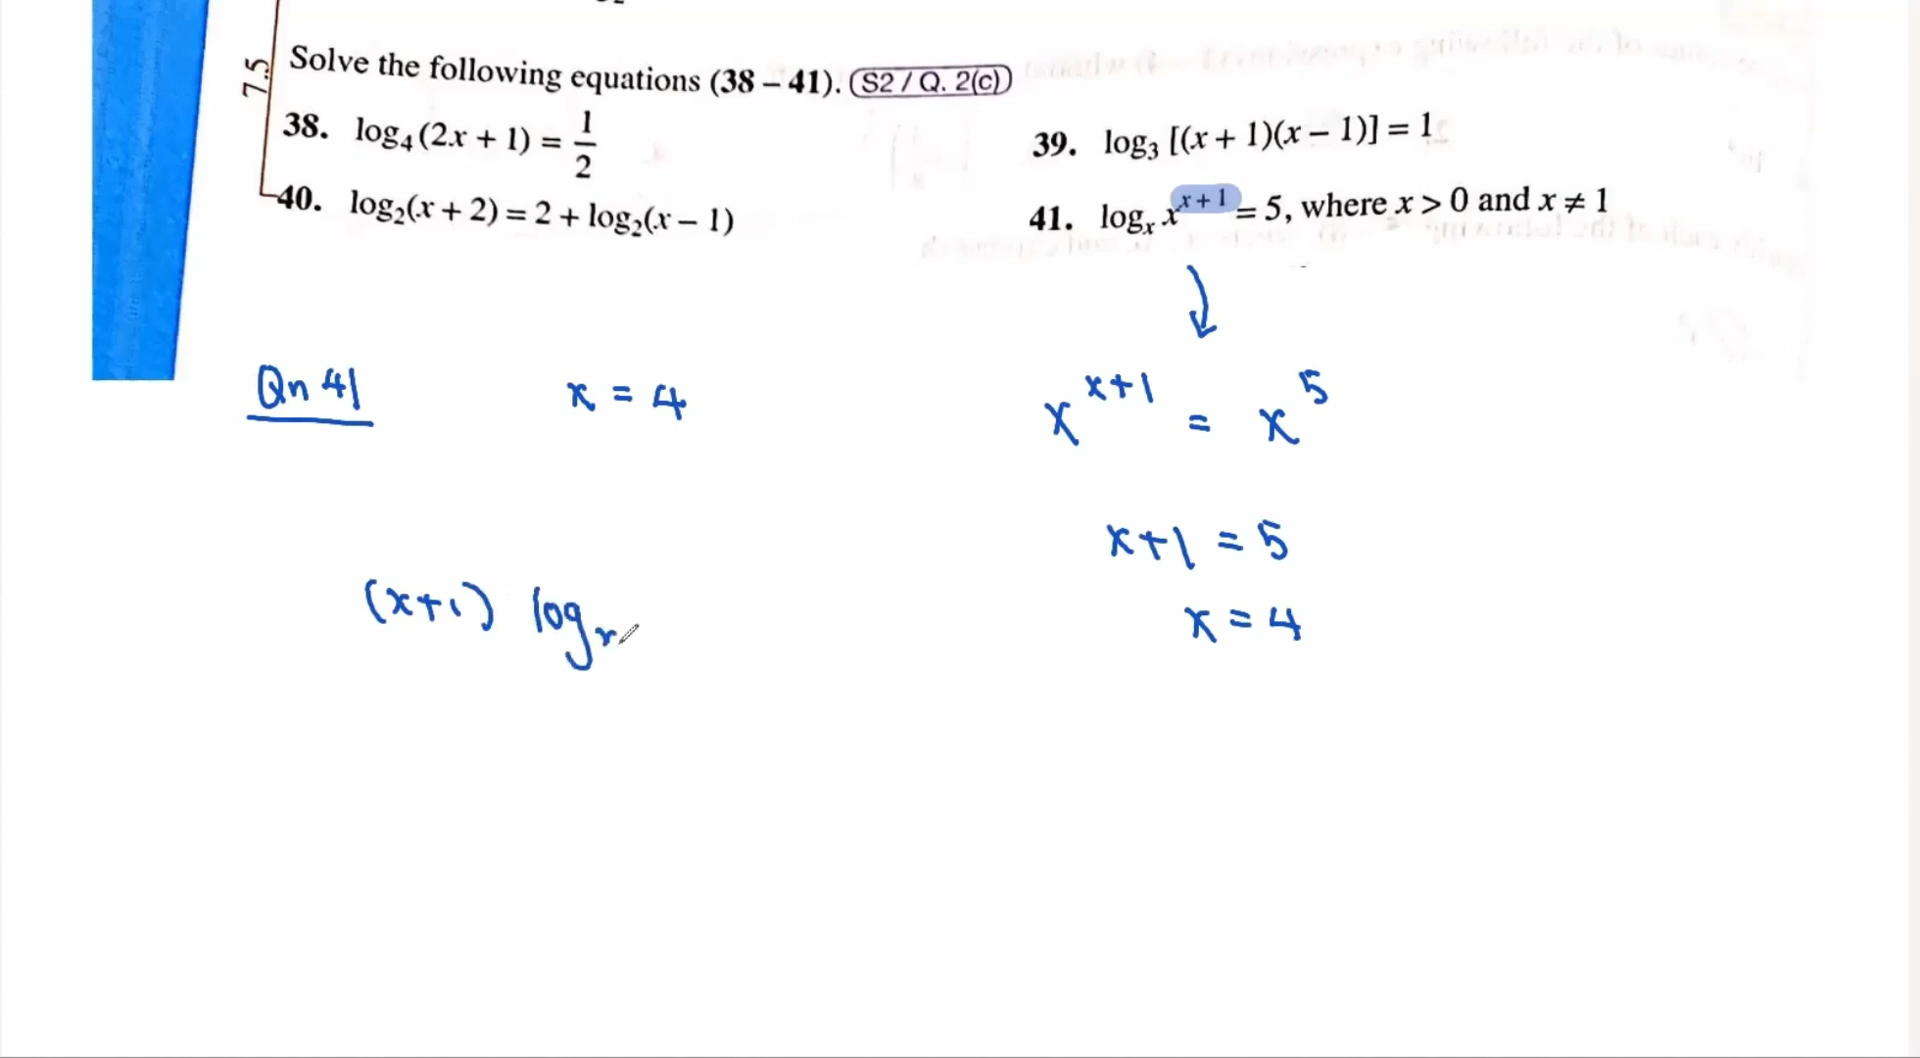 7.5
Solve the following equations (38 – 41). S2 / Q. 2(c)
38. log₄(2x + 1) = 1/2
39. log₃ [(x + 1)(x – 1)] = 1
40. log₂(x + 2) = 2 + log₂(x – 1)
41. logₓ x^(x + 1) = 5, where x > 0 and x ≠ 1
Qn 41
x = 4
x^(x+1) = x^5
x+1 = 5
x = 4
(x+1) logₓ